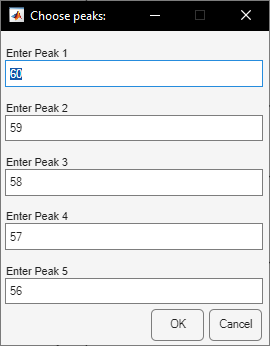 Choose peaks:
Enter Peak 1
60
Enter Peak 2
59
Enter Peak 3
58
Enter Peak 4
57
Enter Peak 5
56
OK Cancel